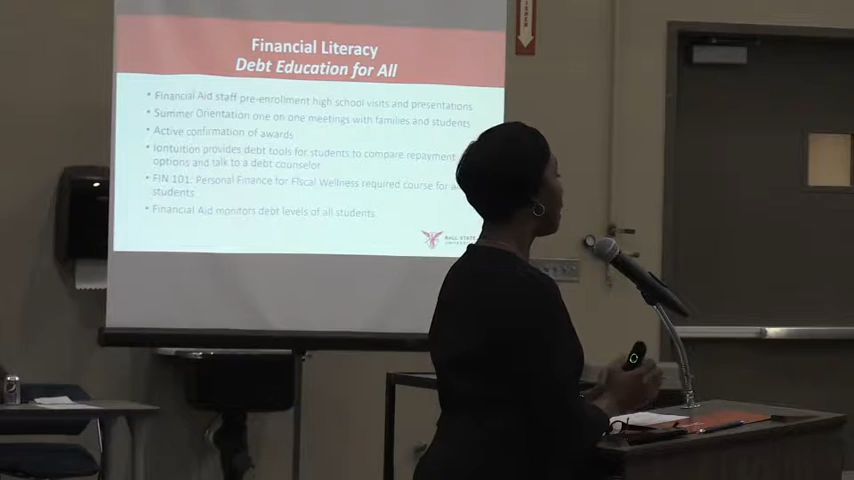 Financial Literacy
Debt Education for All
• Financial Aid staff pre-enrollment high school visits and presentations
• Summer Orientation one on one meetings with families and students
• Active confirmation of awards
• Iontuition provides debt tools for students to compare repayment
options and talk to a debt counselor
• FIN 101: Personal Finance for Fiscal Wellness required course for
students
• Financial Aid monitors debt levels of all students
BALL STATE